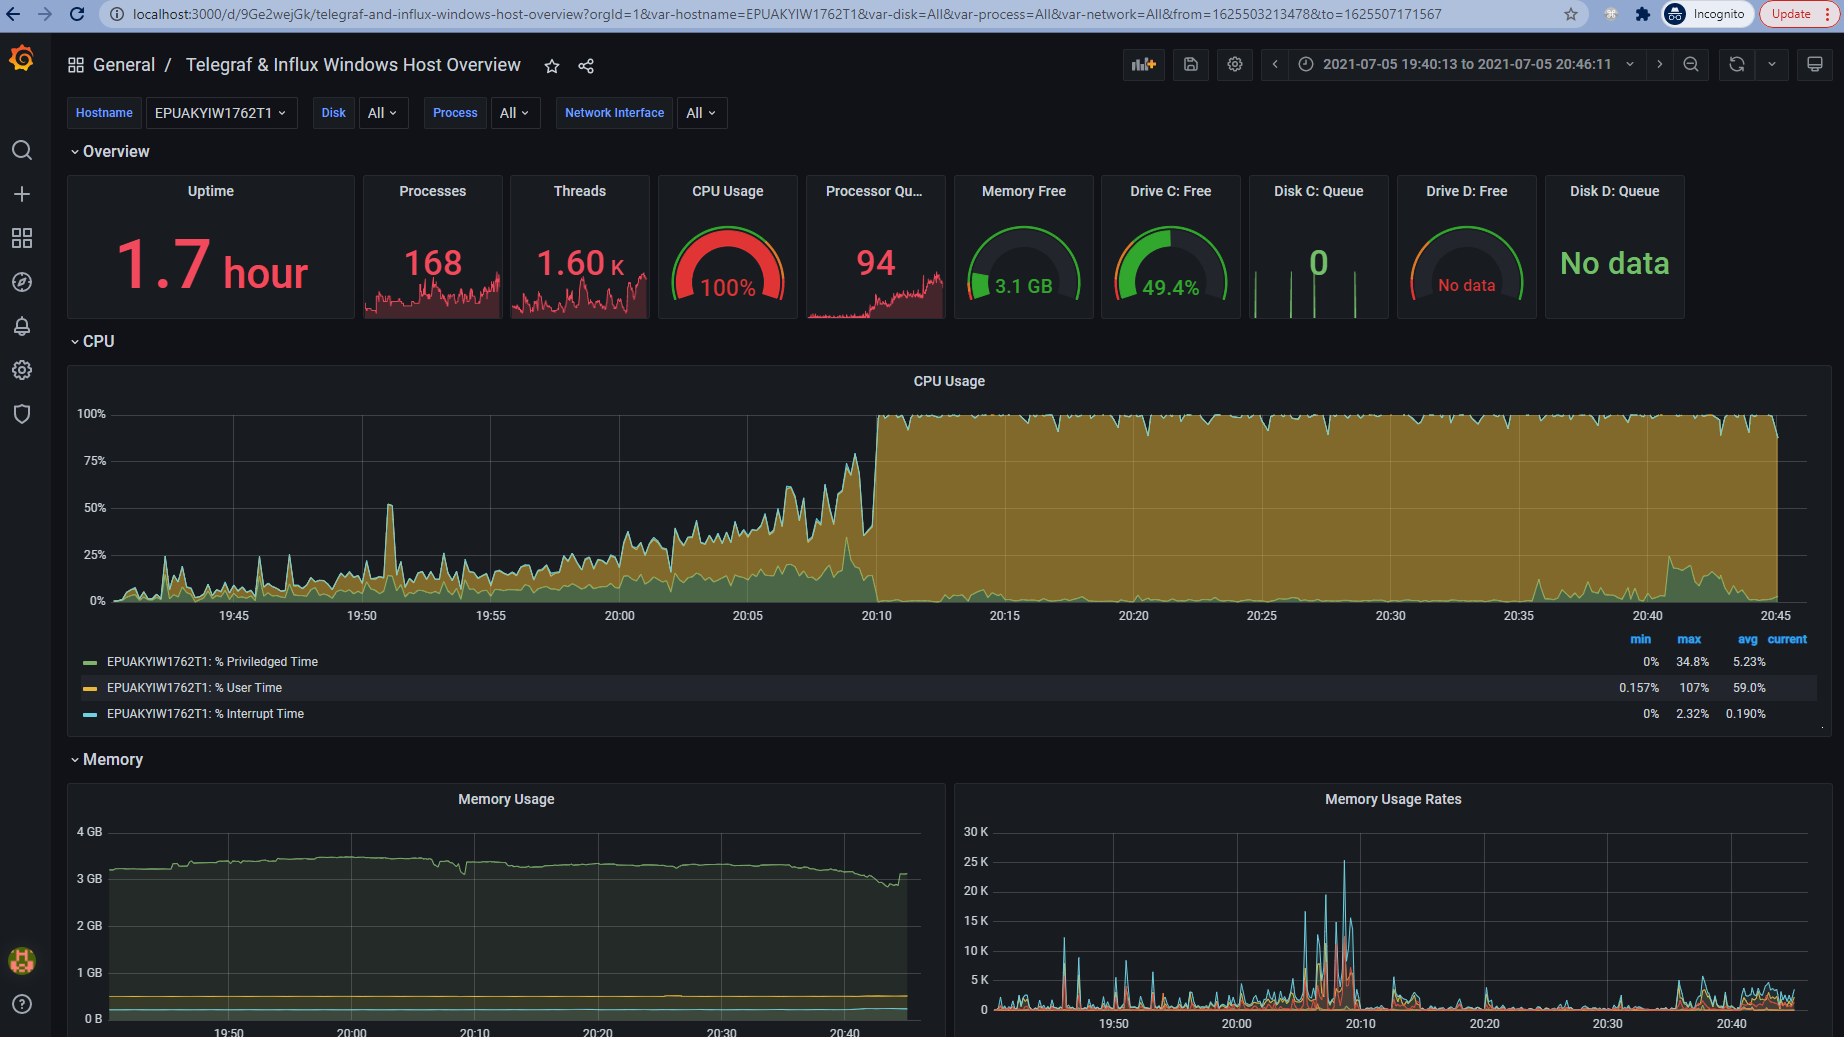 localhost:3000/d/9Ge2wejGk/telegraf-and-influx-windows-host-overview?orgId=1&var-hostname=EPUAKYIW1762T1&var-disk=All&var-process=All&var-network=All&from=1625503213478&to=1625507171567
Incognito
Update
General / Telegraf & Influx Windows Host Overview
2021-07-05 19:40:13 to 2021-07-05 20:46:11
Hostname EPUAKYIW1762T1 Disk All Process All Network Interface All
Overview
Uptime
1.7 hour
Processes
168
Threads
1.60 K
CPU Usage
100%
Processor Qu...
94
Memory Free
3.1 GB
Drive C: Free
49.4%
Disk C: Queue
0
Drive D: Free
No data
Disk D: Queue
No data
CPU
CPU Usage
100%
75%
50%
25%
0%
19:45 19:50 19:55 20:00 20:05 20:10 20:15 20:20 20:25 20:30 20:35 20:40 20:45
min max avg current
EPUAKYIW1762T1: % Priviledged Time 0% 34.8% 5.23%
EPUAKYIW1762T1: % User Time 0.157% 107% 59.0%
EPUAKYIW1762T1: % Interrupt Time 0% 2.32% 0.190%
Memory
Memory Usage
4 GB
3 GB
2 GB
1 GB
0 B
19:50 20:00 20:10 20:20 20:30 20:40
Memory Usage Rates
30 K
25 K
20 K
15 K
10 K
5 K
0
19:50 20:00 20:10 20:20 20:30 20:40